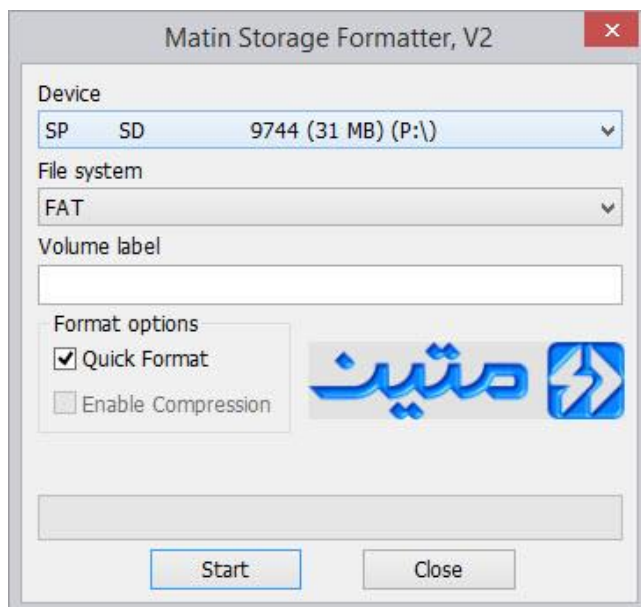 Matin Storage Formatter, V2
Device
SP SD 9744 (31 MB) (P:\)
File system
FAT
Volume label
Format options
Quick Format
Enable Compression
متین
Start
Close